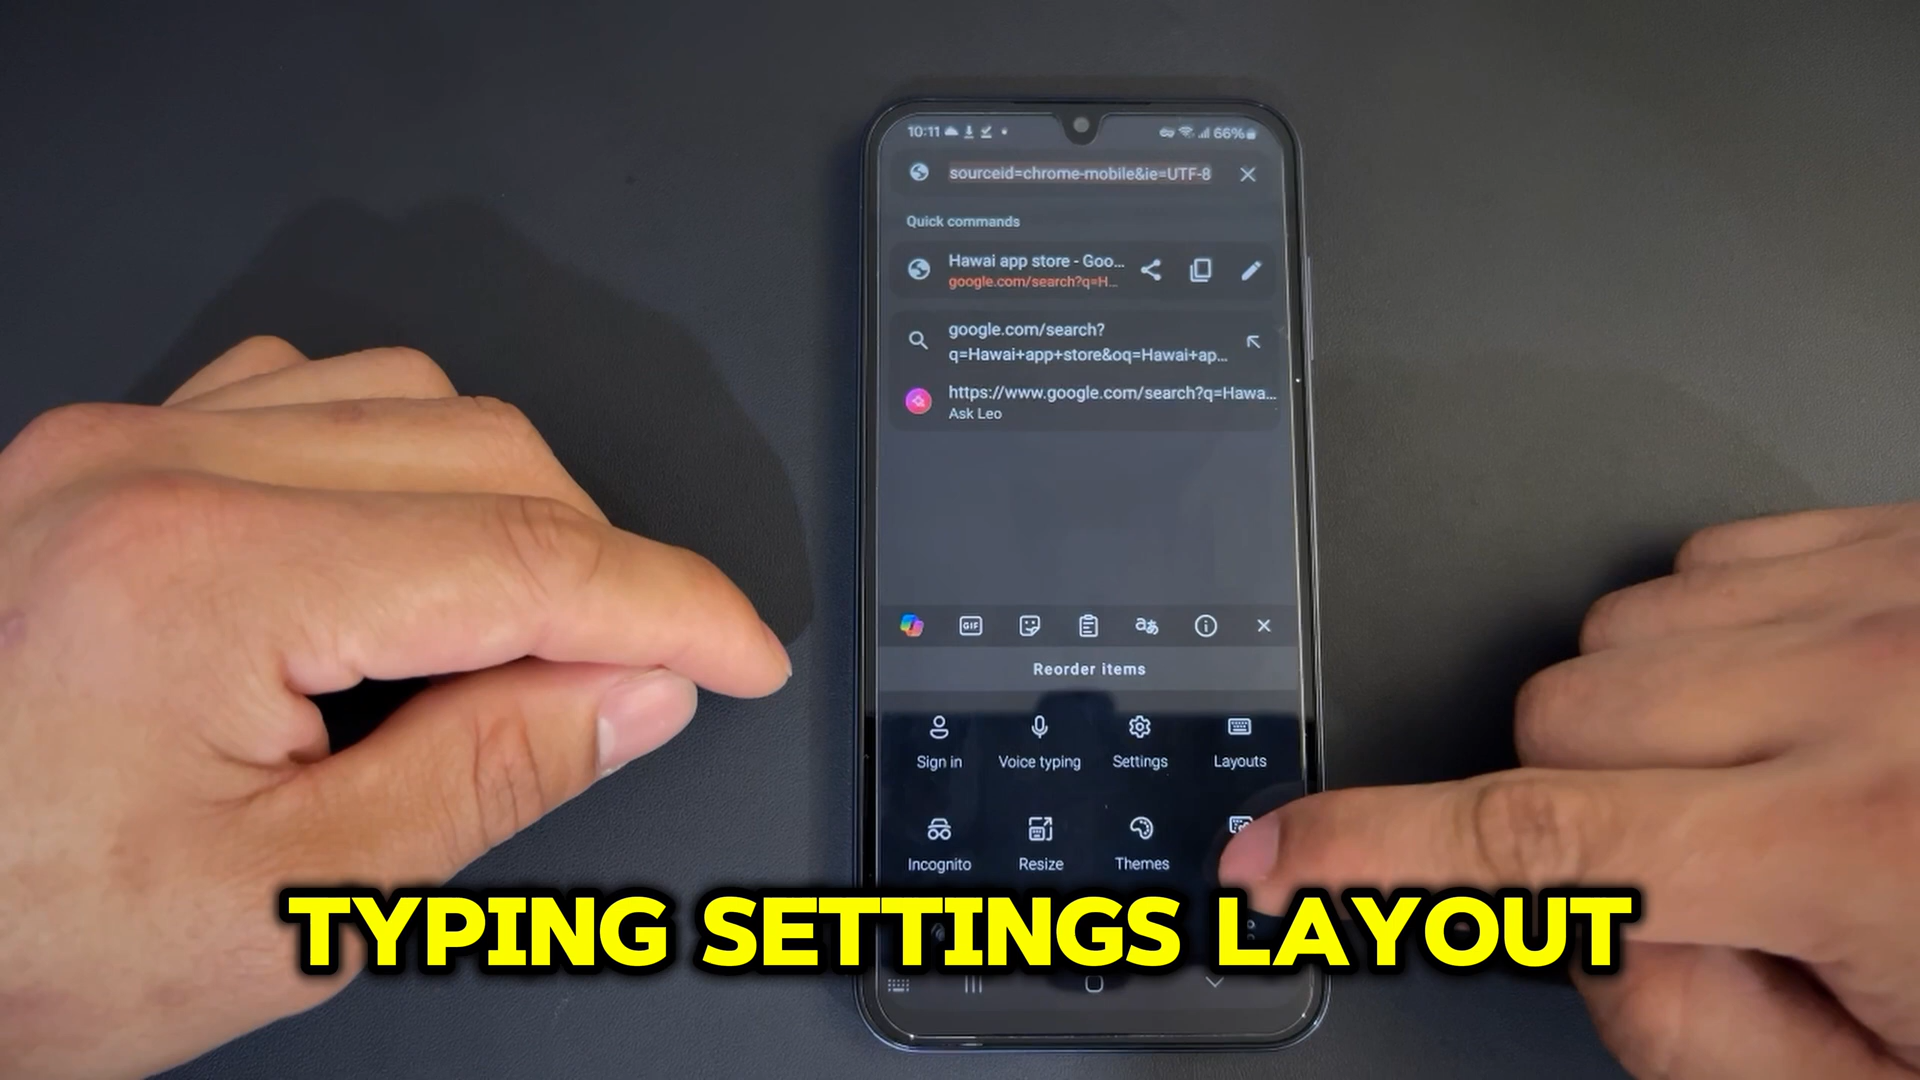 10:11
66%
sourceid=chrome-mobile&ie=UTF-8
Quick commands
Hawai app store - Goo...
google.com/search?q=H...
google.com/search?
q=Hawai+app+store&oq=Hawai+ap...
https://www.google.com/search?q=Hawa...
Ask Leo
GIF
aあ
Reorder items
Sign in
Voice typing
Settings
Layouts
Incognito
Resize
Themes
TYPING SETTINGS LAYOUT